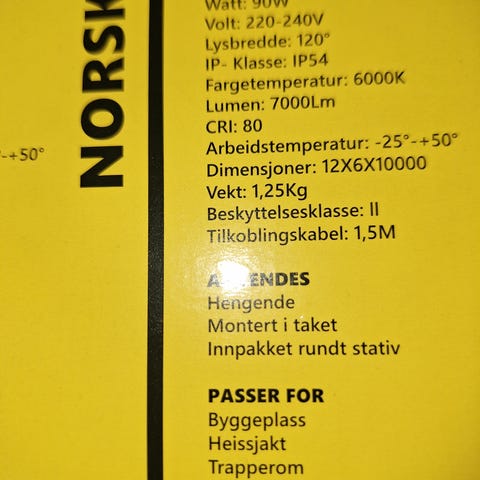 Watt: 90W
Volt: 220-240V
Lysbredde: 120°
IP- Klasse: IP54
Fargetemperatur: 6000K
Lumen: 7000Lm
CRI: 80
Arbeidstemperatur: -25°-+50°
Dimensjoner: 12X6X10000
Vekt: 1,25Kg
Beskyttelsesklasse: II
Tilkoblingskabel: 1,5M
ANVENDES
Hengende
Montert i taket
Innpakket rundt stativ
PASSER FOR
Byggeplass
Heissjakt
Trapperom
NORSK
-+50°